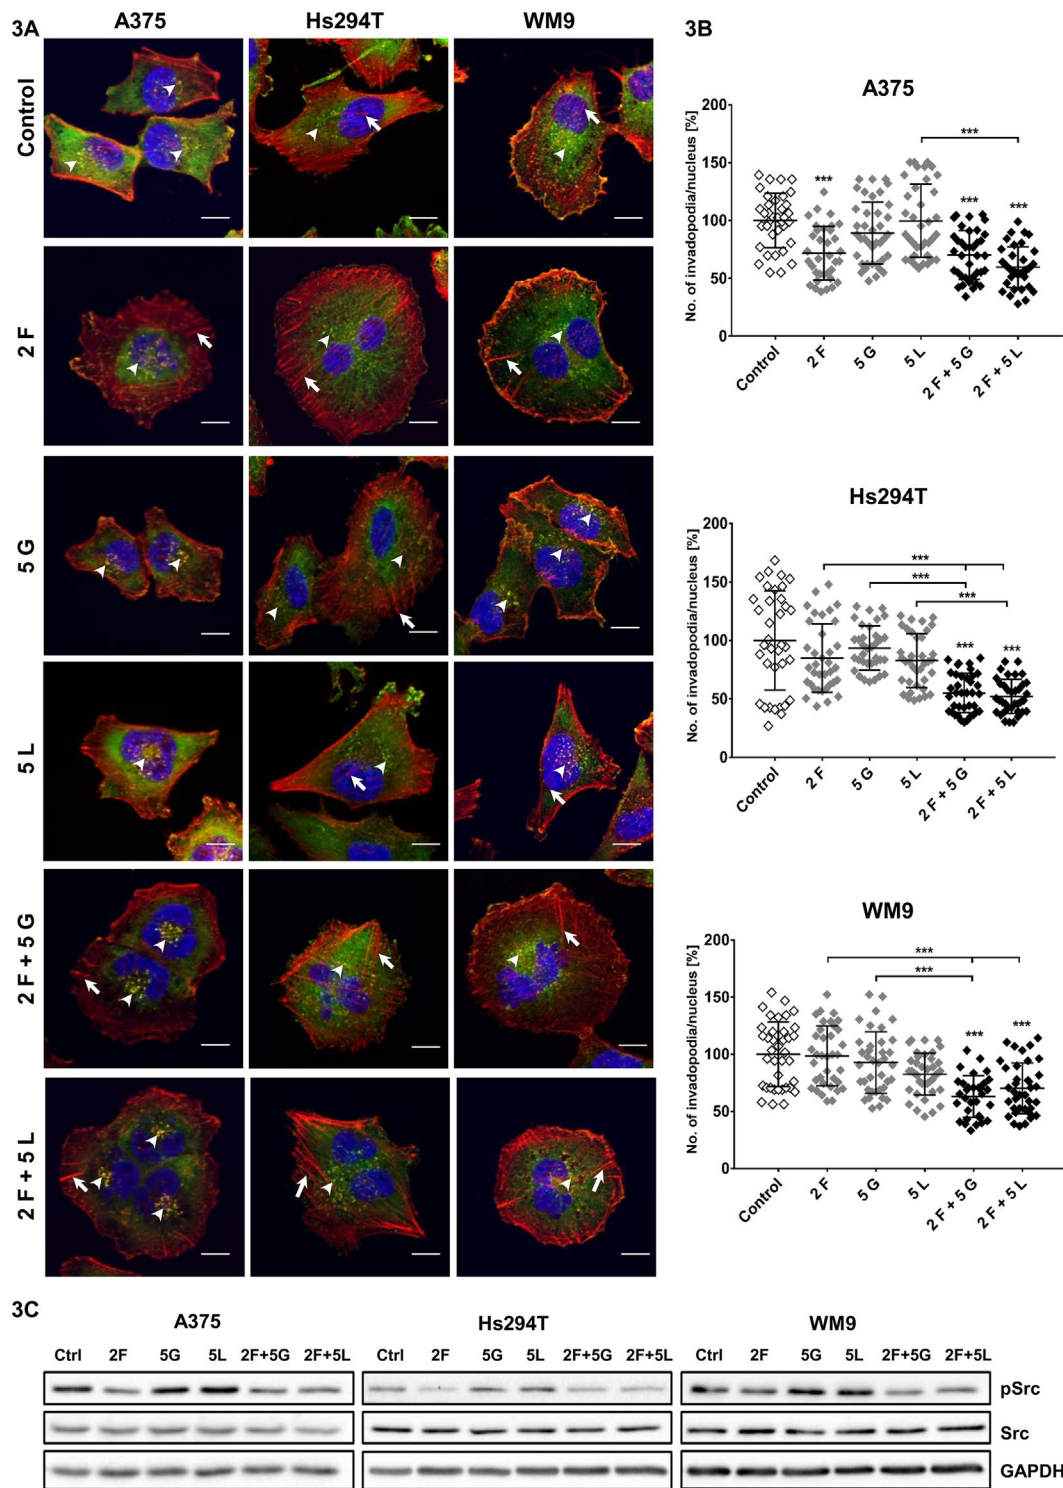 3A
A375 Hs294T WM9
Control
2 F
5 G
5 L
2 F + 5 G
2 F + 5 L
3B
A375
No. of invadopodia/nucleus [%]
200
150
100
50
0
***
***
***
***
Control 2 F 5 G 5 L 2 F + 5 G 2 F + 5 L
Hs294T
No. of invadopodia/nucleus [%]
200
150
100
50
0
***
***
***
***
***
Control 2 F 5 G 5 L 2 F + 5 G 2 F + 5 L
WM9
No. of invadopodia/nucleus [%]
200
150
100
50
0
***
***
***
***
Control 2 F 5 G 5 L 2 F + 5 G 2 F + 5 L
3C
A375 Hs294T WM9
Ctrl 2F 5G 5L 2F+5G 2F+5L Ctrl 2F 5G 5L 2F+5G 2F+5L Ctrl 2F 5G 5L 2F+5G 2F+5L
pSrc
Src
GAPDH